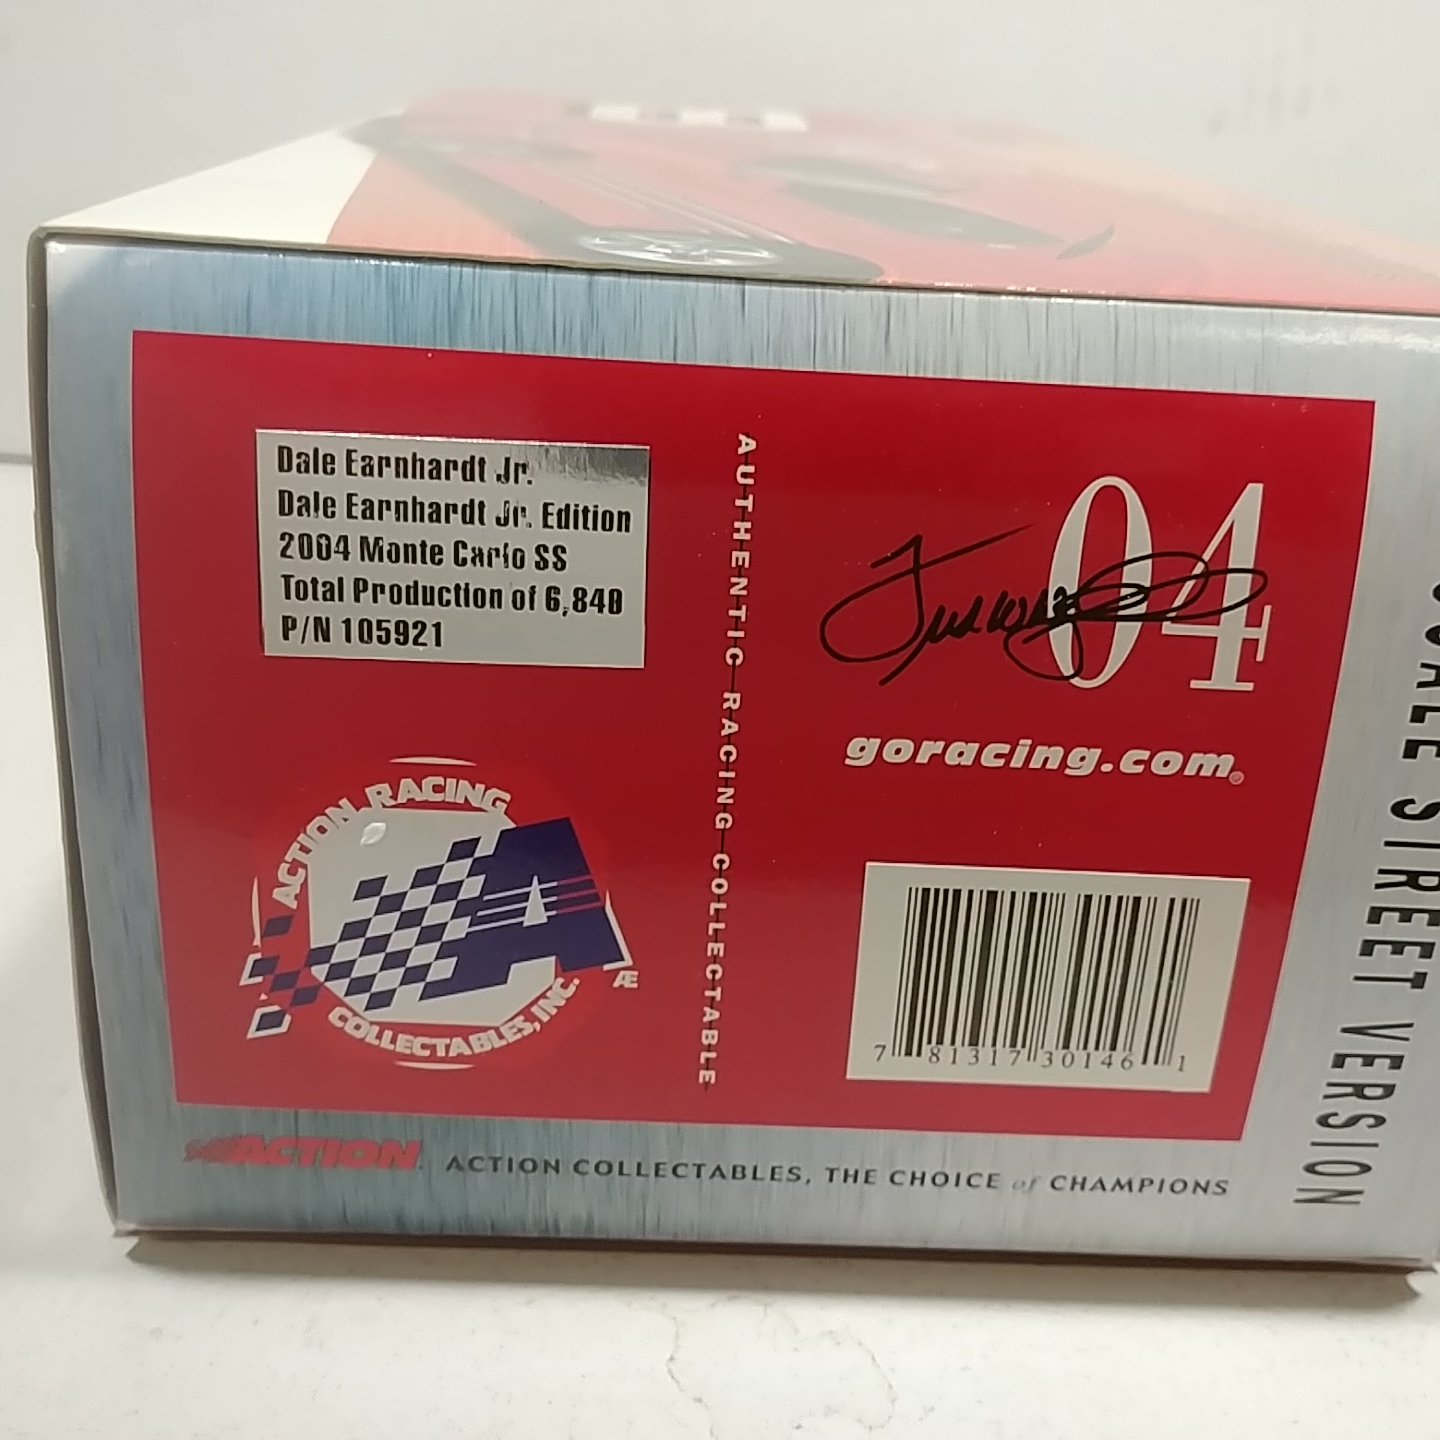 Dale Earnhardt Jr.
Dale Earnhardt Jr. Edition
2004 Monte Carlo SS
Total Production of 6,840
P/N 105921
AUTHENTIC RACING COLLECTABLE
04
goracing.com
ACTION RACING
COLLECTABLES, INC.
Æ
7 81317 30146 1
ACTION
ACTION COLLECTABLES, THE CHOICE of CHAMPIONS
STREET VERSION